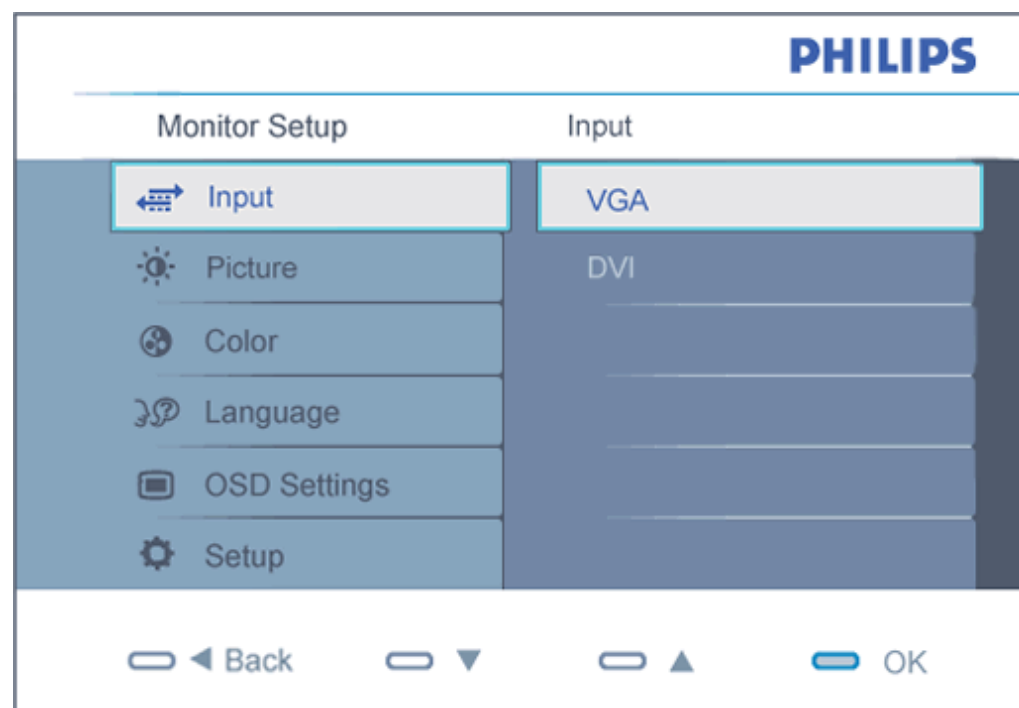 PHILIPS
Monitor Setup Input
Input VGA
Picture DVI
Color
Language
OSD Settings
Setup
Back OK